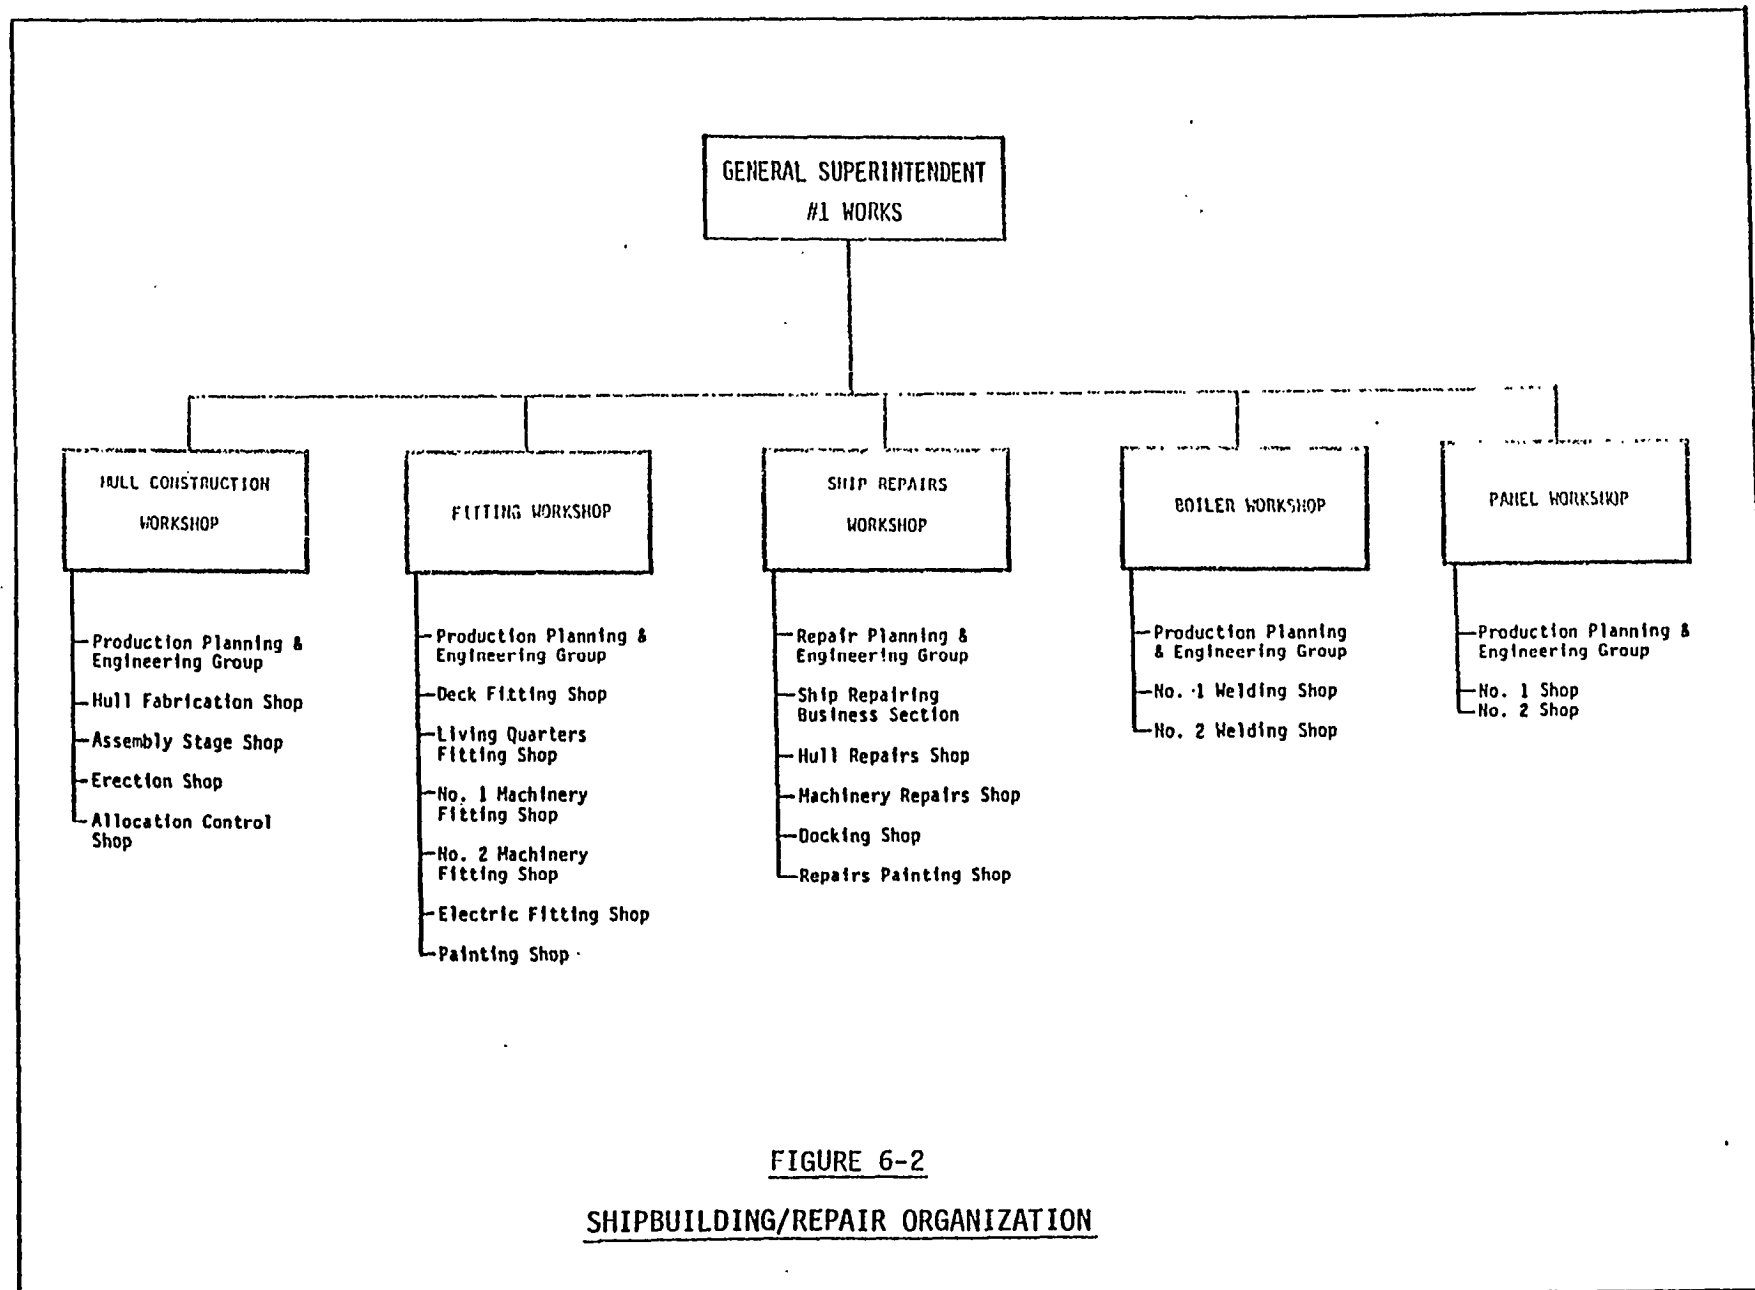 GENERAL SUPERINTENDENT
#1 WORKS
HULL CONSTRUCTION
WORKSHOP
FITTING WORKSHOP
SHIP REPAIRS
WORKSHOP
BOILER WORKSHOP
PANEL WORKSHOP
Production Planning &
Engineering Group
Hull Fabrication Shop
Assembly Stage Shop
Erection Shop
Allocation Control
Shop
Production Planning &
Engineering Group
Deck Fitting Shop
Living Quarters
Fitting Shop
No. 1 Machinery
Fitting Shop
No. 2 Machinery
Fitting Shop
Electric Fitting Shop
Painting Shop
Repair Planning &
Engineering Group
Ship Repairing
Business Section
Hull Repairs Shop
Machinery Repairs Shop
Docking Shop
Repairs Painting Shop
Production Planning
& Engineering Group
No. 1 Welding Shop
No. 2 Welding Shop
Production Planning &
Engineering Group
No. 1 Shop
No. 2 Shop
FIGURE 6-2
SHIPBUILDING/REPAIR ORGANIZATION